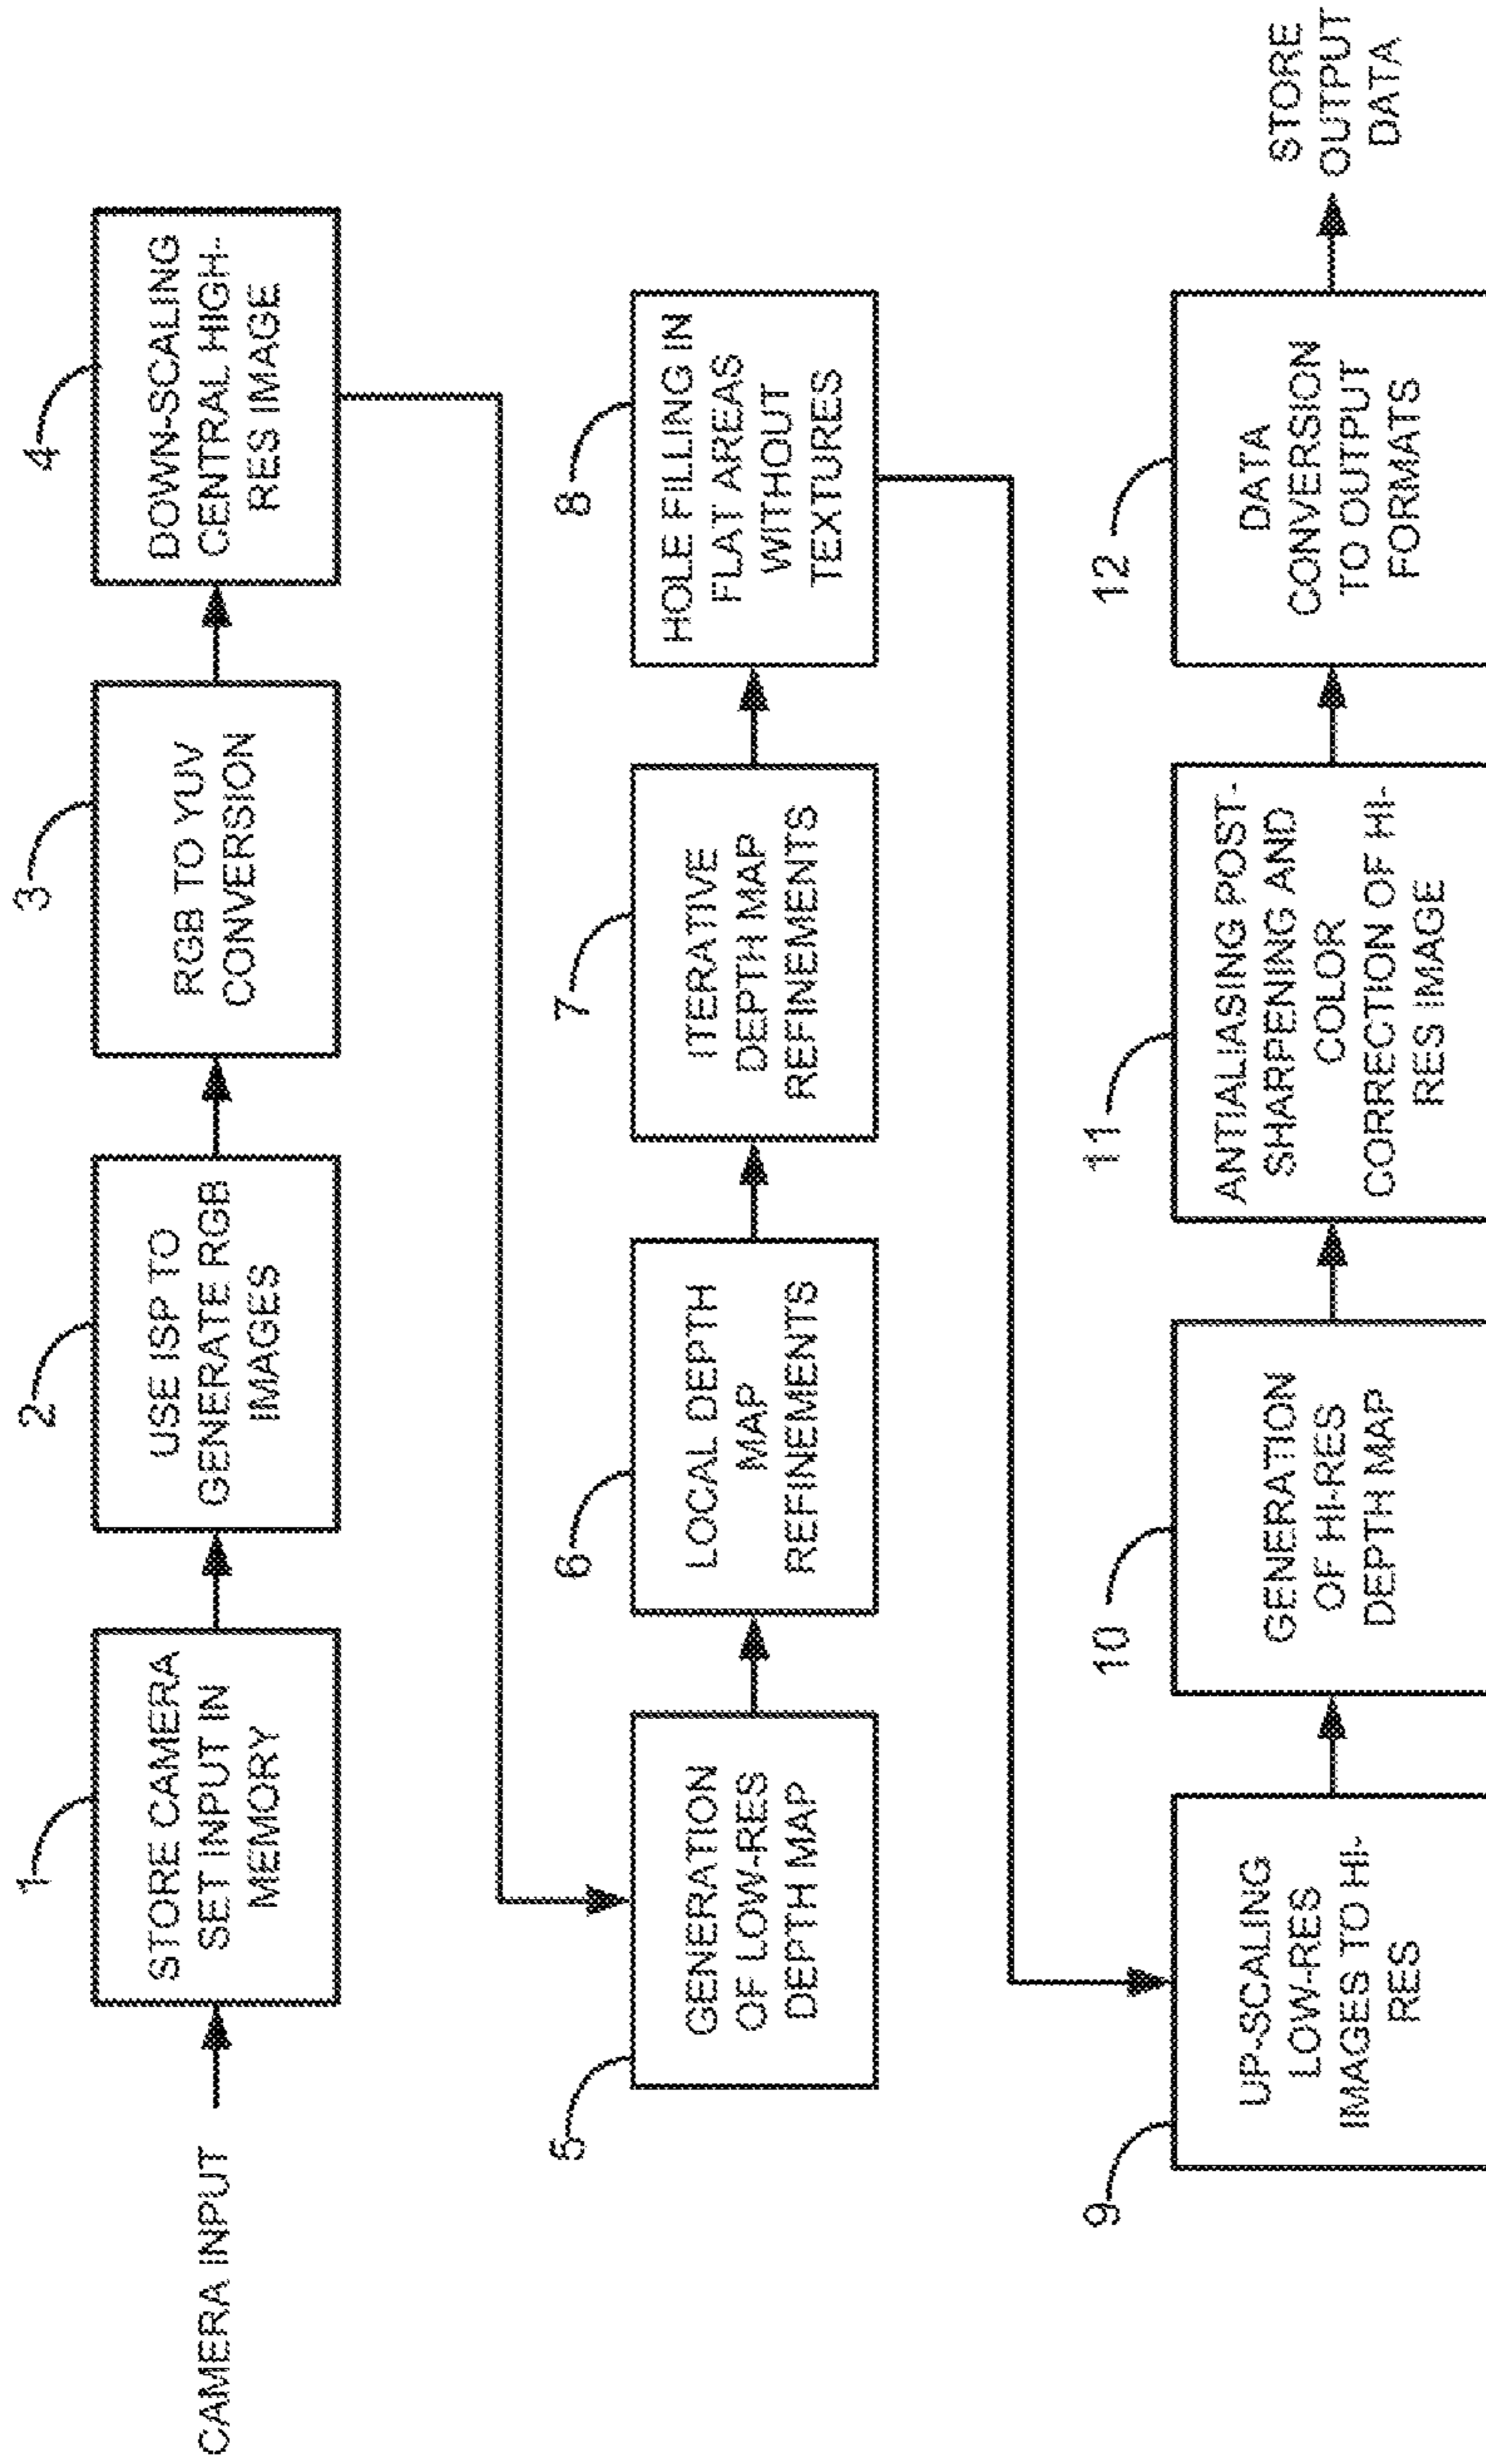 CAMERA INPUT
1
STORE CAMERA
SET INPUT IN
MEMORY
2
USE ISP TO
GENERATE RGB
IMAGES
3
RGB TO YUV
CONVERSION
4
DOWN-SCALING
CENTRAL HIGH-
RES IMAGE
5
GENERATION
OF LOW-RES
DEPTH MAP
6
LOCAL DEPTH
MAP
REFINEMENTS
7
ITERATIVE
DEPTH MAP
REFINEMENTS
8
HOLE FILLING IN
FLAT AREAS
WITHOUT
TEXTURES
9
UP-SCALING
LOW-RES
IMAGES TO HI-
RES
10
GENERATION
OF HI-RES
DEPTH MAP
11
ANTIALIASING POST-
SHARPENING AND
COLOR
CORRECTION OF HI-
RES IMAGE
12
DATA
CONVERSION
TO OUTPUT
FORMATS
STORE
OUTPUT
DATA